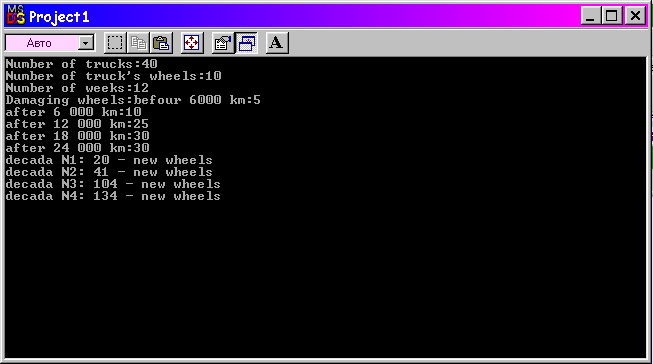 MS DOS
Project1
Авто
A
Number of trucks:40
Number of truck's wheels:10
Number of weeks:12
Damaging wheels:befour 6000 km:5
after 6 000 km:10
after 12 000 km:25
after 18 000 km:30
after 24 000 km:30
decada N1: 20 - new wheels
decada N2: 41 - new wheels
decada N3: 104 - new wheels
decada N4: 134 - new wheels